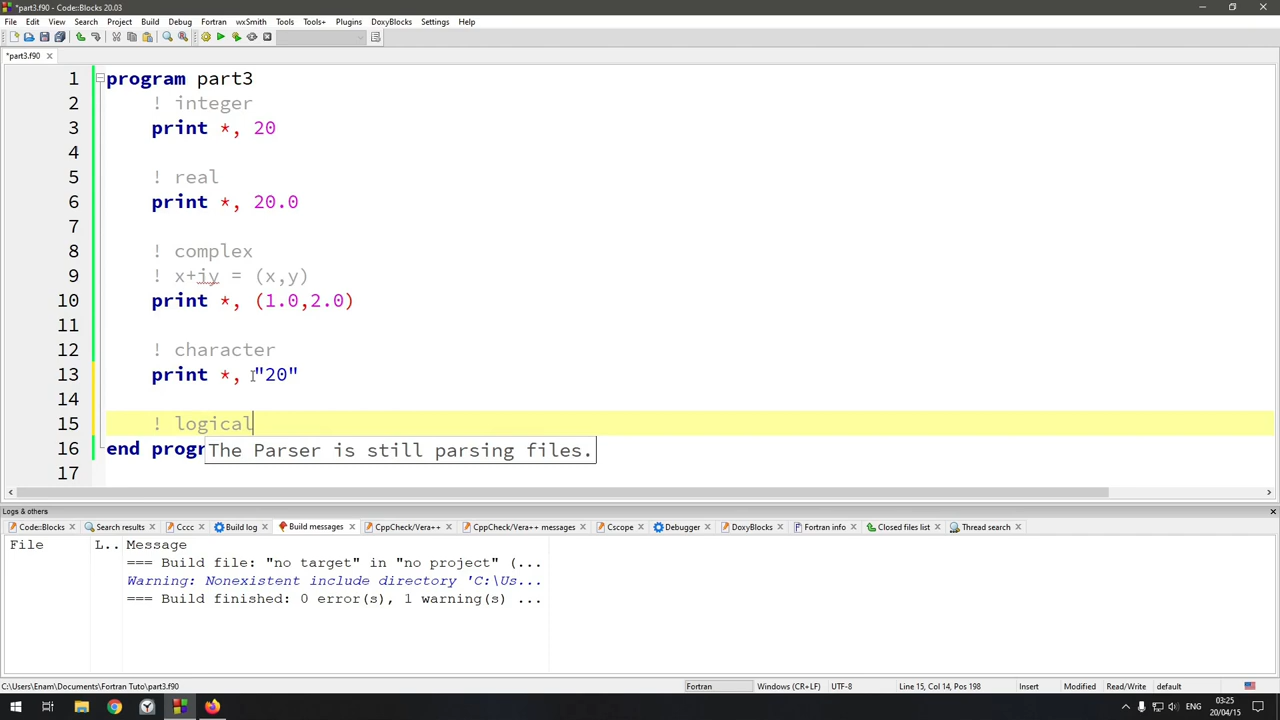 *part3.f90 - Code::Blocks 20.03
File Edit View Search Project Build Debug Fortran wxSmith Tools Tools+ Plugins DoxyBlocks Settings Help
*part3.f90
1 program part3
2 ! integer
3 print *, 20
4
5 ! real
6 print *, 20.0
7
8 ! complex
9 ! x+iy = (x,y)
10 print *, (1.0,2.0)
11
12 ! character
13 print *, "20"
14
15 ! logical
16 end progr
The Parser is still parsing files.
17
Logs & others
Code::Blocks Search results Cccc Build log Build messages CppCheck/Vera++ CppCheck/Vera++ messages Cscope Debugger DoxyBlocks Fortran info Closed files list Thread search
File L.. Message
=== Build file: "no target" in "no project" (...
Warning: Nonexistent include directory 'C:\Us...
=== Build finished: 0 error(s), 1 warning(s) ...
C:\Users\Enam\Documents\Fortran Tuto\part3.f90 Fortran Windows (CR+LF) UTF-8 Line 15, Col 14, Pos 198 Insert Modified Read/Write default
ENG
03:25
20/04/15